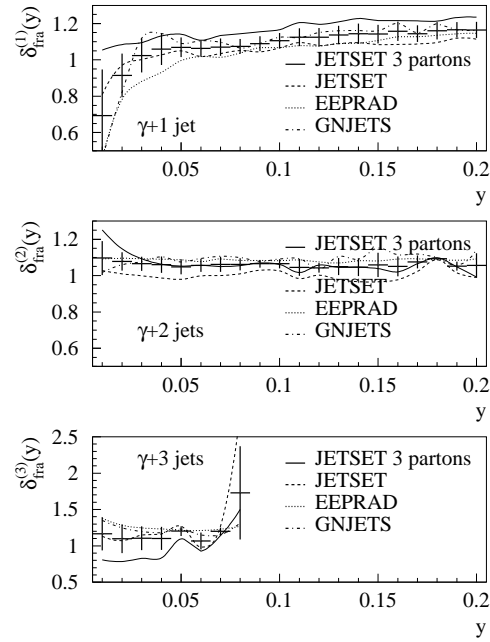 δ_fra^(1)(y)
1.2
1
0.8
0.6
γ+1 jet
JETSET 3 partons
JETSET
EEPRAD
GNJETS
0.05
0.1
0.15
0.2
y
δ_fra^(2)(y)
1.2
1
0.8
0.6
γ+2 jets
JETSET 3 partons
JETSET
EEPRAD
GNJETS
0.05
0.1
0.15
0.2
y
δ_fra^(3)(y)
2.5
2
1.5
1
0.5
γ+3 jets
JETSET 3 partons
JETSET
EEPRAD
GNJETS
0.05
0.1
0.15
0.2
y